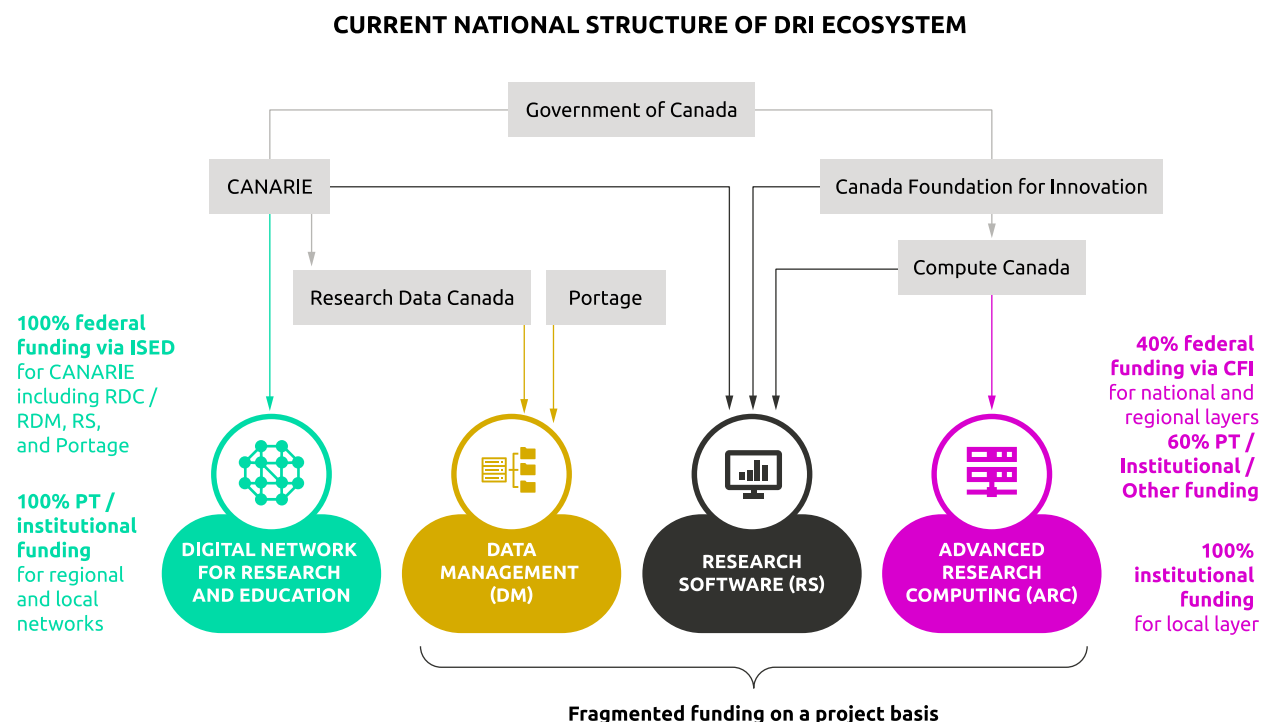 CURRENT NATIONAL STRUCTURE OF DRI ECOSYSTEM
Government of Canada
CANARIE
Canada Foundation for Innovation
Compute Canada
Research Data Canada
Portage
100% federal
funding via ISED
for CANARIE
including RDC /
RDM, RS,
and Portage
100% PT /
institutional
funding
for regional
and local
networks
40% federal
funding via CFI
for national and
regional layers
60% PT /
Institutional /
Other funding
100%
institutional
funding
for local layer
DIGITAL NETWORK
FOR RESEARCH
AND EDUCATION
DATA
MANAGEMENT
(DM)
RESEARCH
SOFTWARE (RS)
ADVANCED
RESEARCH
COMPUTING (ARC)
Fragmented funding on a project basis